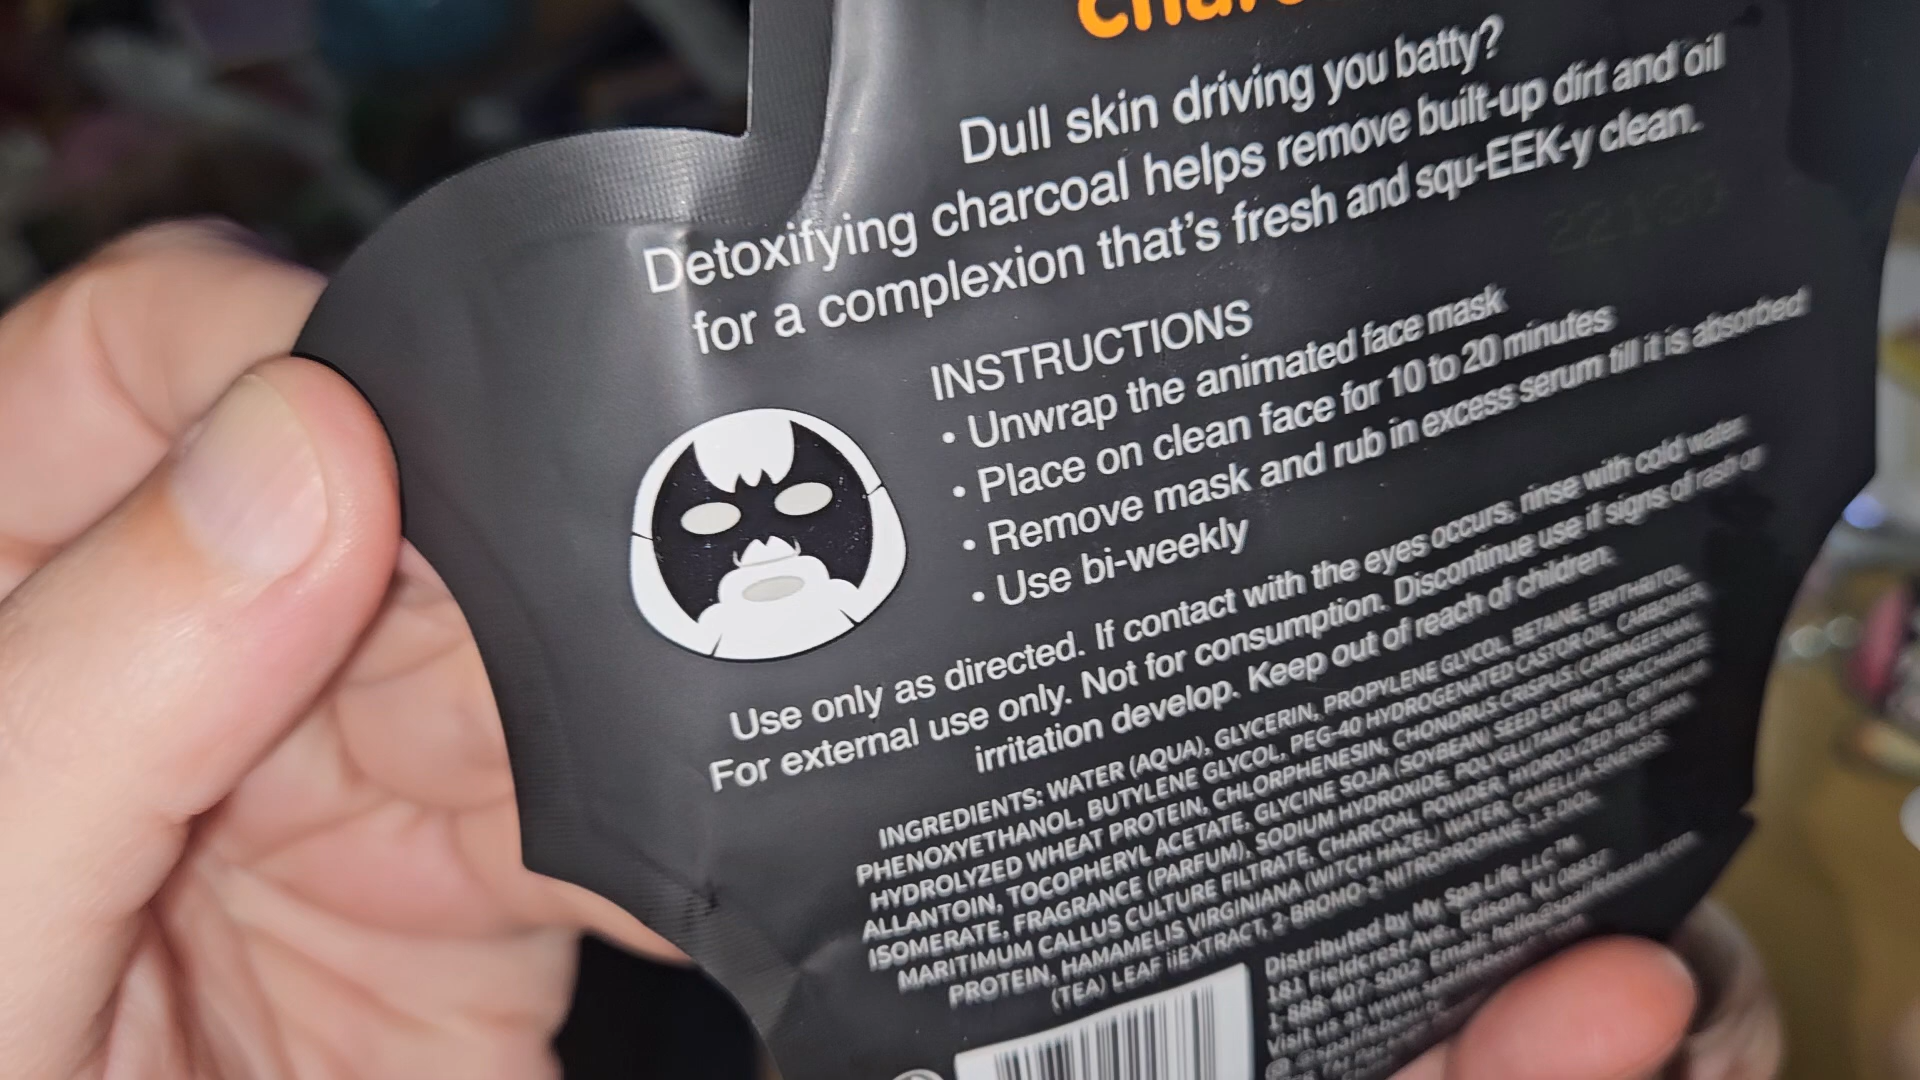 Dull skin driving you batty?
Detoxifying charcoal helps remove built-up dirt and oil
for a complexion that's fresh and squ-EEK-y clean.
INSTRUCTIONS
• Unwrap the animated face mask
• Place on clean face for 10 to 20 minutes
• Remove mask and rub in excess serum till it is absorbed
• Use bi-weekly
Use only as directed. If contact with the eyes occurs, rinse with cold water.
For external use only. Not for consumption. Discontinue use if signs of rash or
irritation develop. Keep out of reach of children.
INGREDIENTS: WATER (AQUA), GLYCERIN, PROPYLENE GLYCOL, BETAINE, ERYTHRITOL,
PHENOXYETHANOL, BUTYLENE GLYCOL, PEG-40 HYDROGENATED CASTOR OIL, CARBOMER,
HYDROLYZED WHEAT PROTEIN, CHLORPHENESIN, CHONDRUS CRISPUS (CARRAGEENAN),
ALLANTOIN, TOCOPHERYL ACETATE, GLYCINE SOJA (SOYBEAN) SEED EXTRACT, SACCHARIDE
ISOMERATE, FRAGRANCE (PARFUM), SODIUM HYDROXIDE, POLYGLUTAMIC ACID, CRITHMUM
MARITIMUM CALLUS CULTURE FILTRATE, CHARCOAL POWDER, HYDROLYZED RICE BRAN
PROTEIN, HAMAMELIS VIRGINIANA (WITCH HAZEL) WATER, CAMELLIA SINENSIS
(TEA) LEAF iiEXTRACT, 2-BROMO-2-NITROPROPANE-1,3-DIOL.
Distributed by My Spa Life LLC™
181 Fieldcrest Ave, Edison, NJ 08837
1-888-407-5002 Email: hello@spalifebeauty.com
Visit us at www.spalifebeauty.com